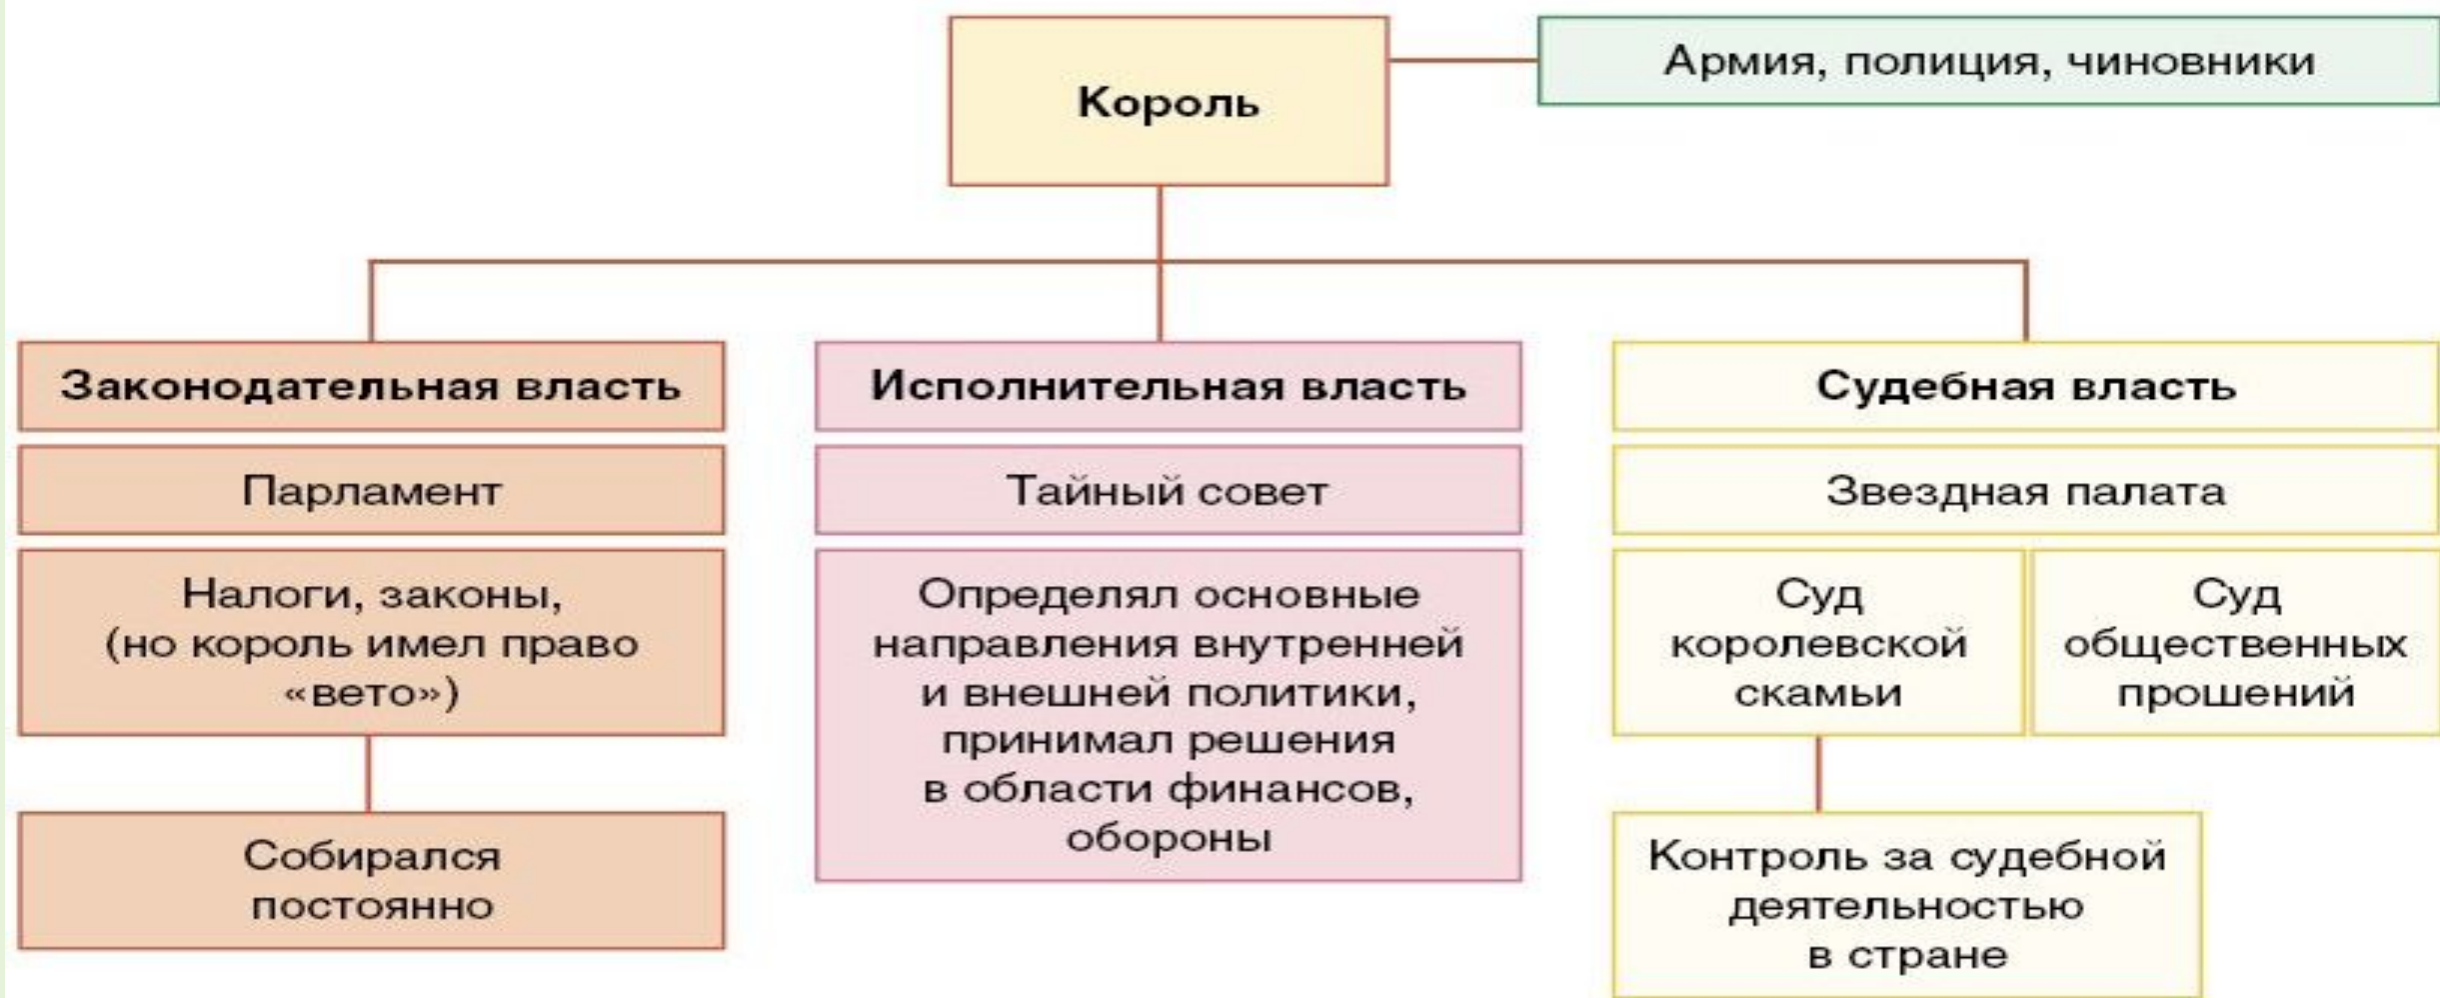 Король
Армия, полиция, чиновники
Законодательная власть
Парламент
Налоги, законы,
(но король имел право
«вето»)
Собирался
постоянно
Исполнительная власть
Тайный совет
Определял основные
направления внутренней
и внешней политики,
принимал решения
в области финансов,
обороны
Судебная власть
Звездная палата
Суд
королевской
скамьи
Суд
общественных
прошений
Контроль за судебной
деятельностью
в стране